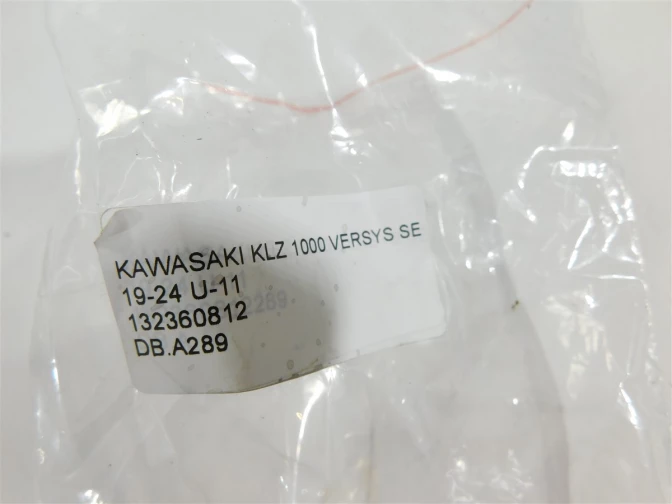 KAWASAKI KLZ 1000 VERSYS SE
19-24 U-11
132360812
DB.A289